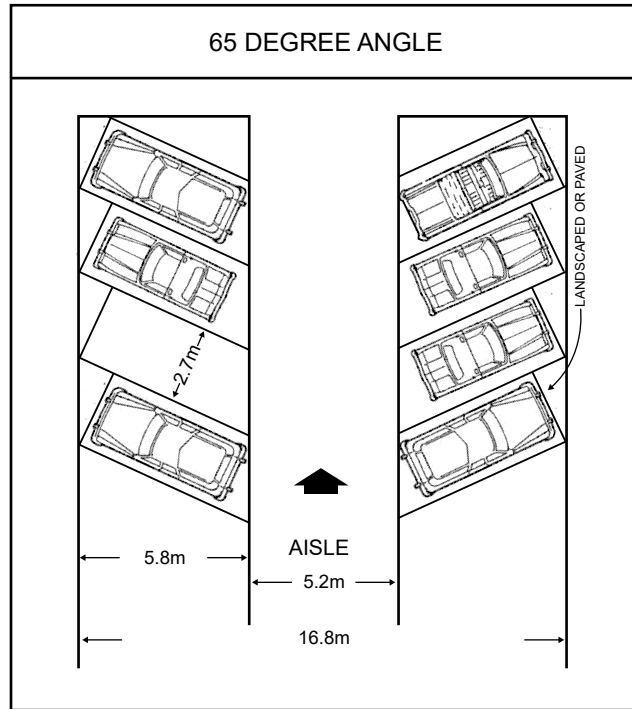 65 DEGREE ANGLE
LANDSCAPED OR PAVED
2.7m
AISLE
5.8m
5.2m
16.8m